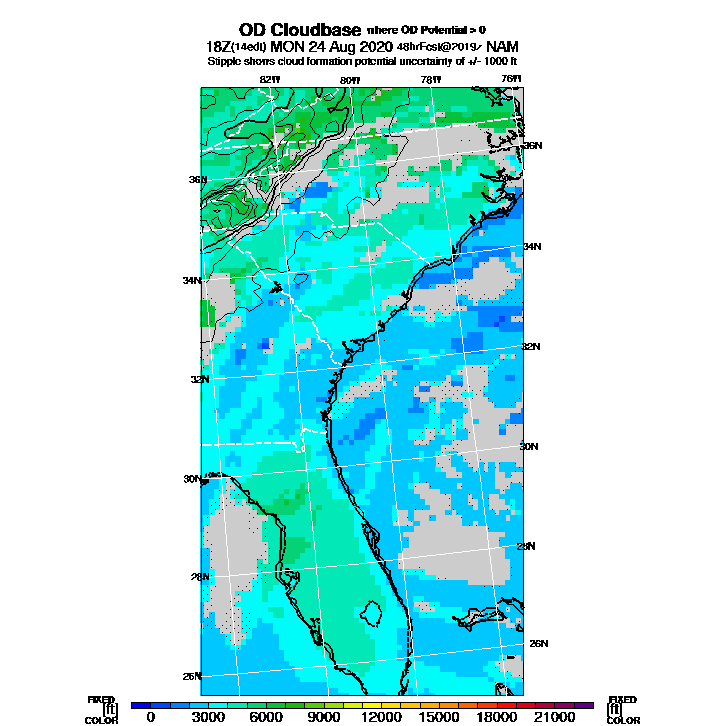 OD Cloudbase where OD Potential > 0
18Z(14edt) MON 24 Aug 2020 48hrFcst@2019z NAM
Stipple shows cloud formation potential uncertainty of +/- 1000 ft
82W 80W 78W 76W
36N
36N
34N
34N
32N
32N
30N
30N
28N
28N
26N
26N
FIXED FIXED
[ft] [ft]
COLOR 0 3000 6000 9000 12000 15000 18000 21000 COLOR